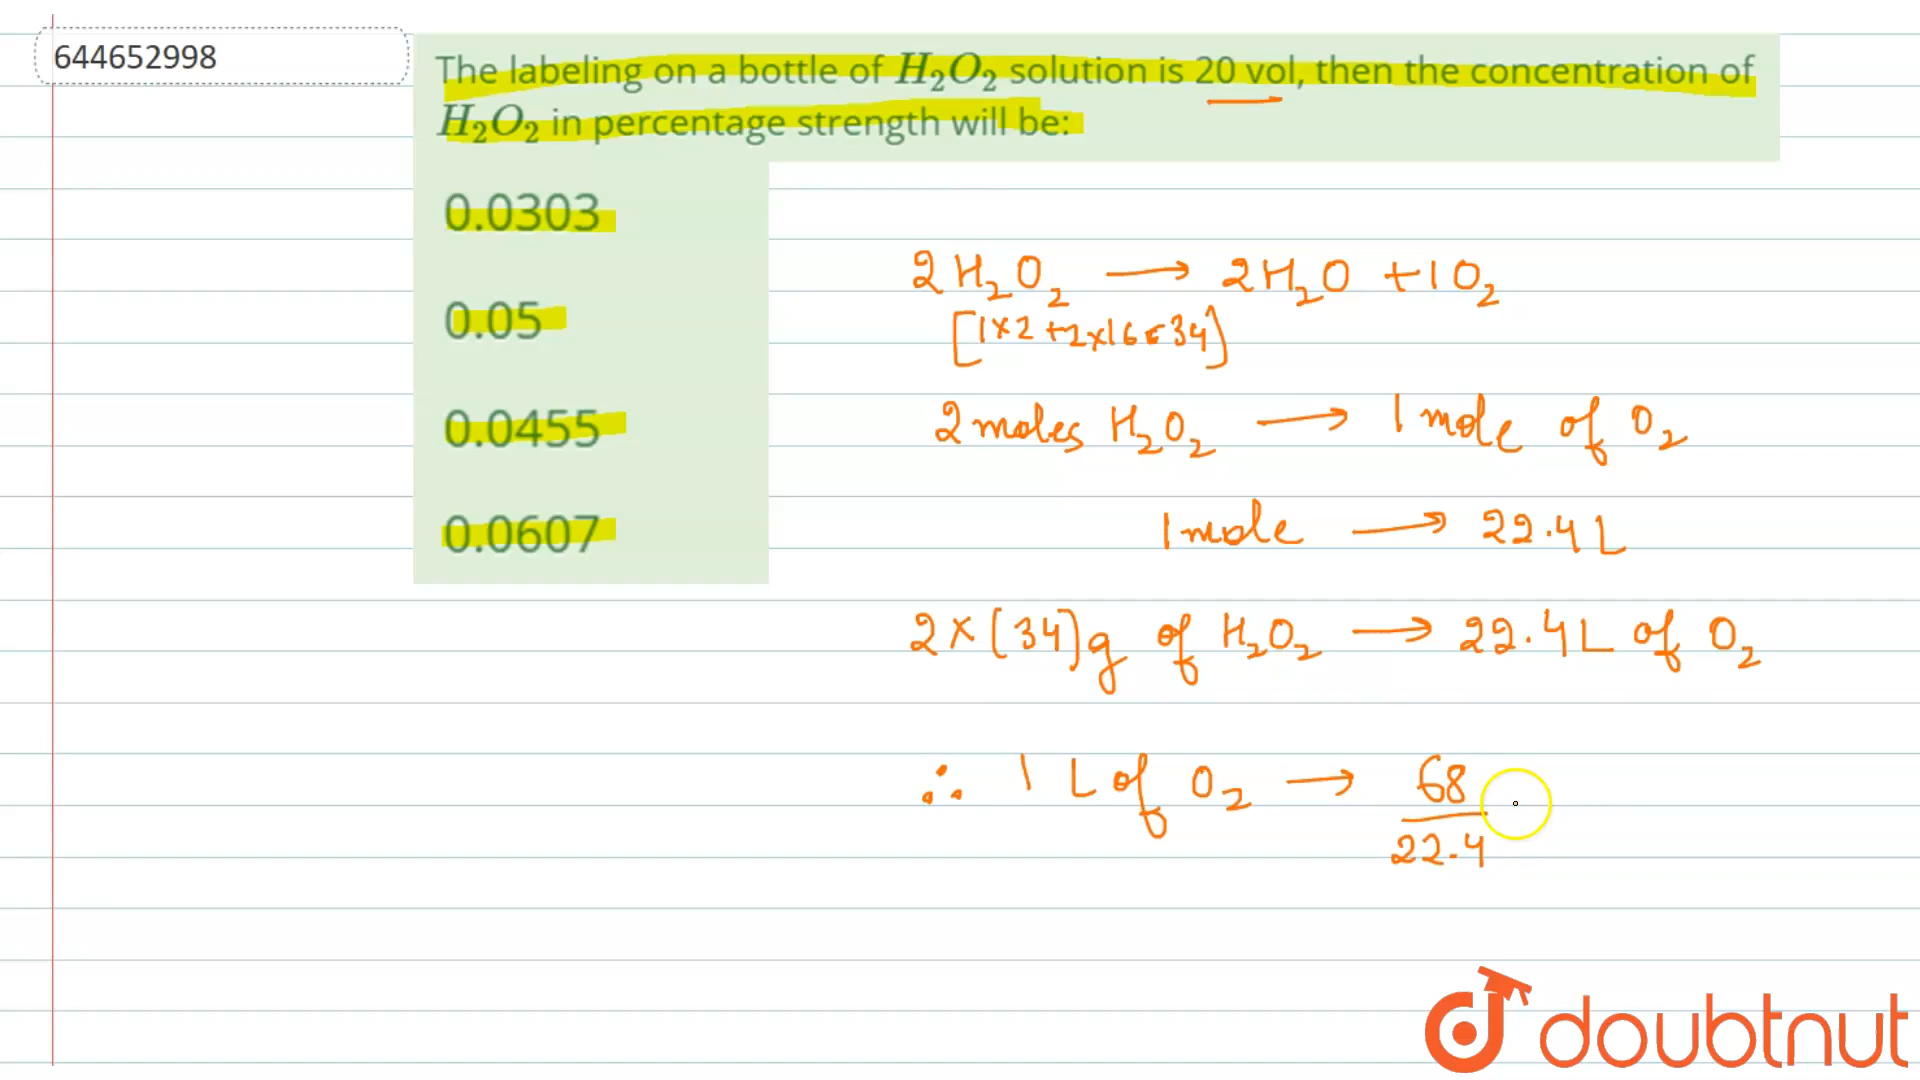 644652998
The labeling on a bottle of H₂O₂ solution is 20 vol, then the concentration of
H₂O₂ in percentage strength will be:
0.0303
0.05
0.0455
0.0607
2H₂O₂ → 2H₂O + 1O₂
[1×2+2×16=34]
2 moles H₂O₂ → 1 mole of O₂
1 mole → 22.4 L
2×(34)g of H₂O₂ → 22.4 L of O₂
∴ 1 L of O₂ → 68
22.4
doubtnut